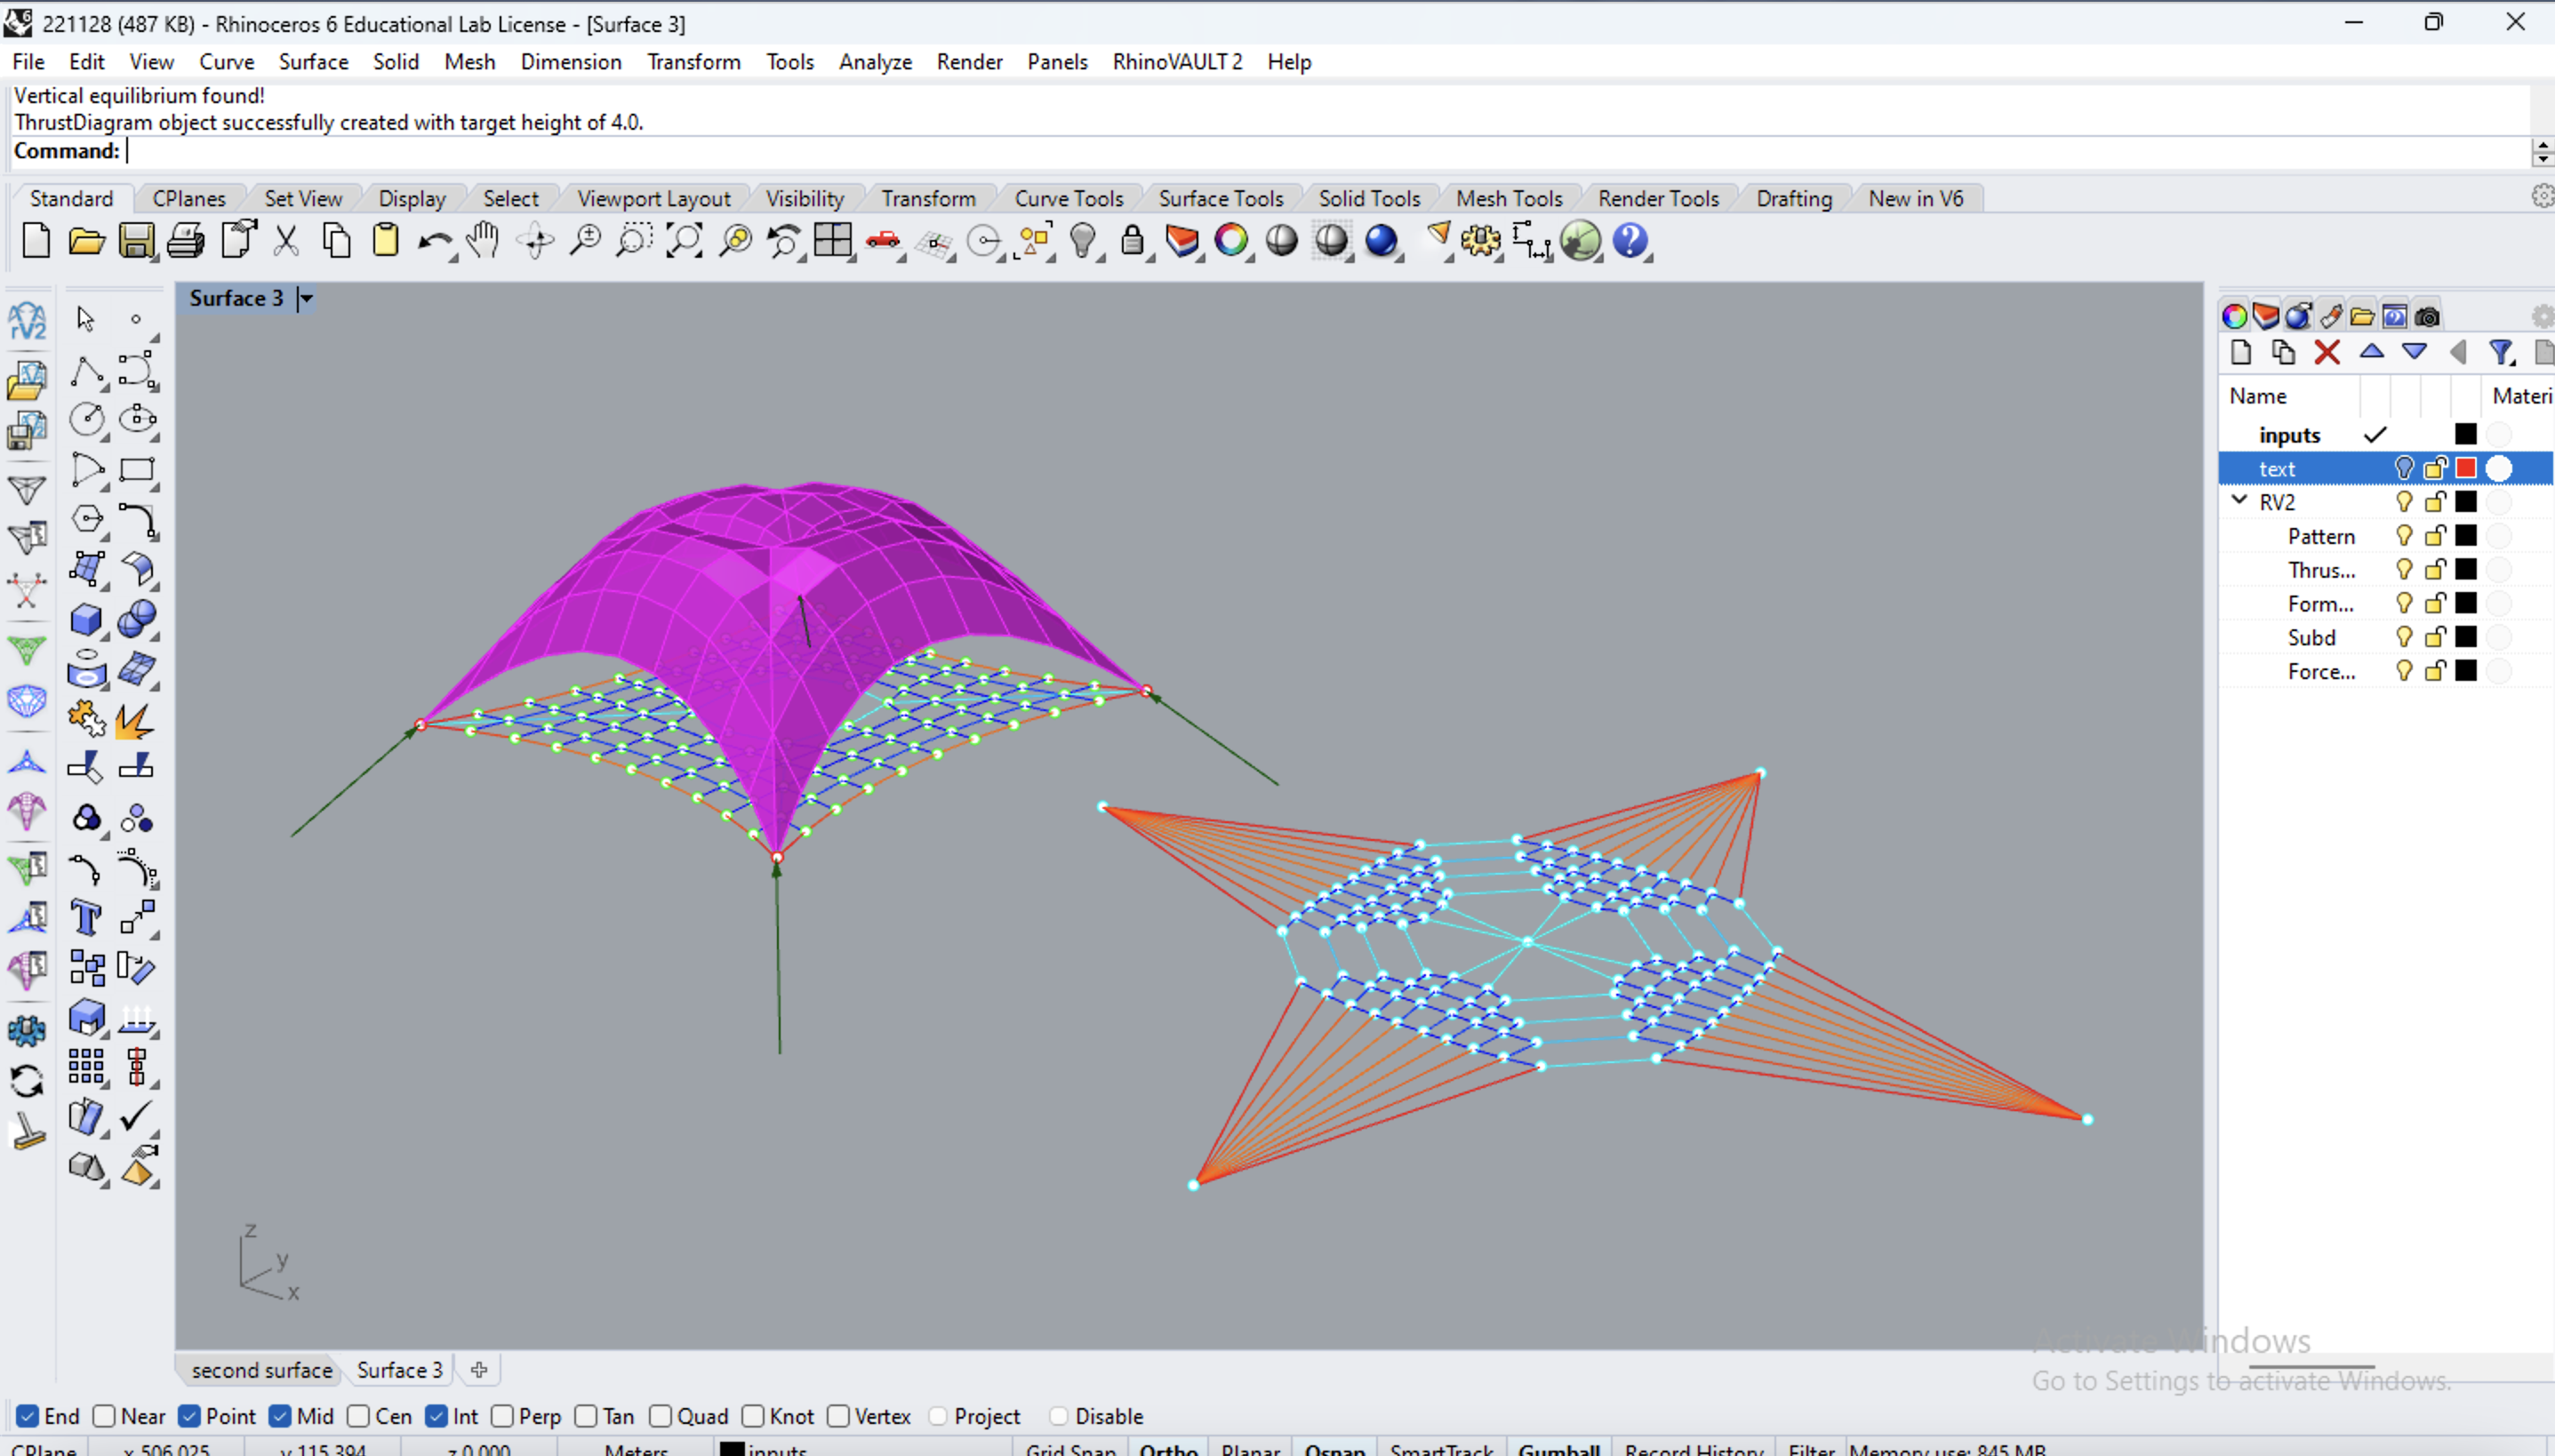 221128 (487 KB) - Rhinoceros 6 Educational Lab License - [Surface 3]
File Edit View Curve Surface Solid Mesh Dimension Transform Tools Analyze Render Panels RhinoVAULT 2 Help
Vertical equilibrium found!
ThrustDiagram object successfully created with target height of 4.0.
Command:
Standard CPlanes Set View Display Select Viewport Layout Visibility Transform Curve Tools Surface Tools Solid Tools Mesh Tools Render Tools Drafting New in V6
Surface 3
rV2
Name Materi
inputs
text
RV2
Pattern
Thrus...
Form...
Subd
Force...
z
y
x
Activate Windows
Go to Settings to activate Windows.
second surface Surface 3
End Near Point Mid Cen Int Perp Tan Quad Knot Vertex Project Disable
CPlane x 506.025 y 115.394 z 0.000 Meters inputs Grid Snap Ortho Planar Osnap SmartTrack Gumball Record History Filter Memory use: 845 MB